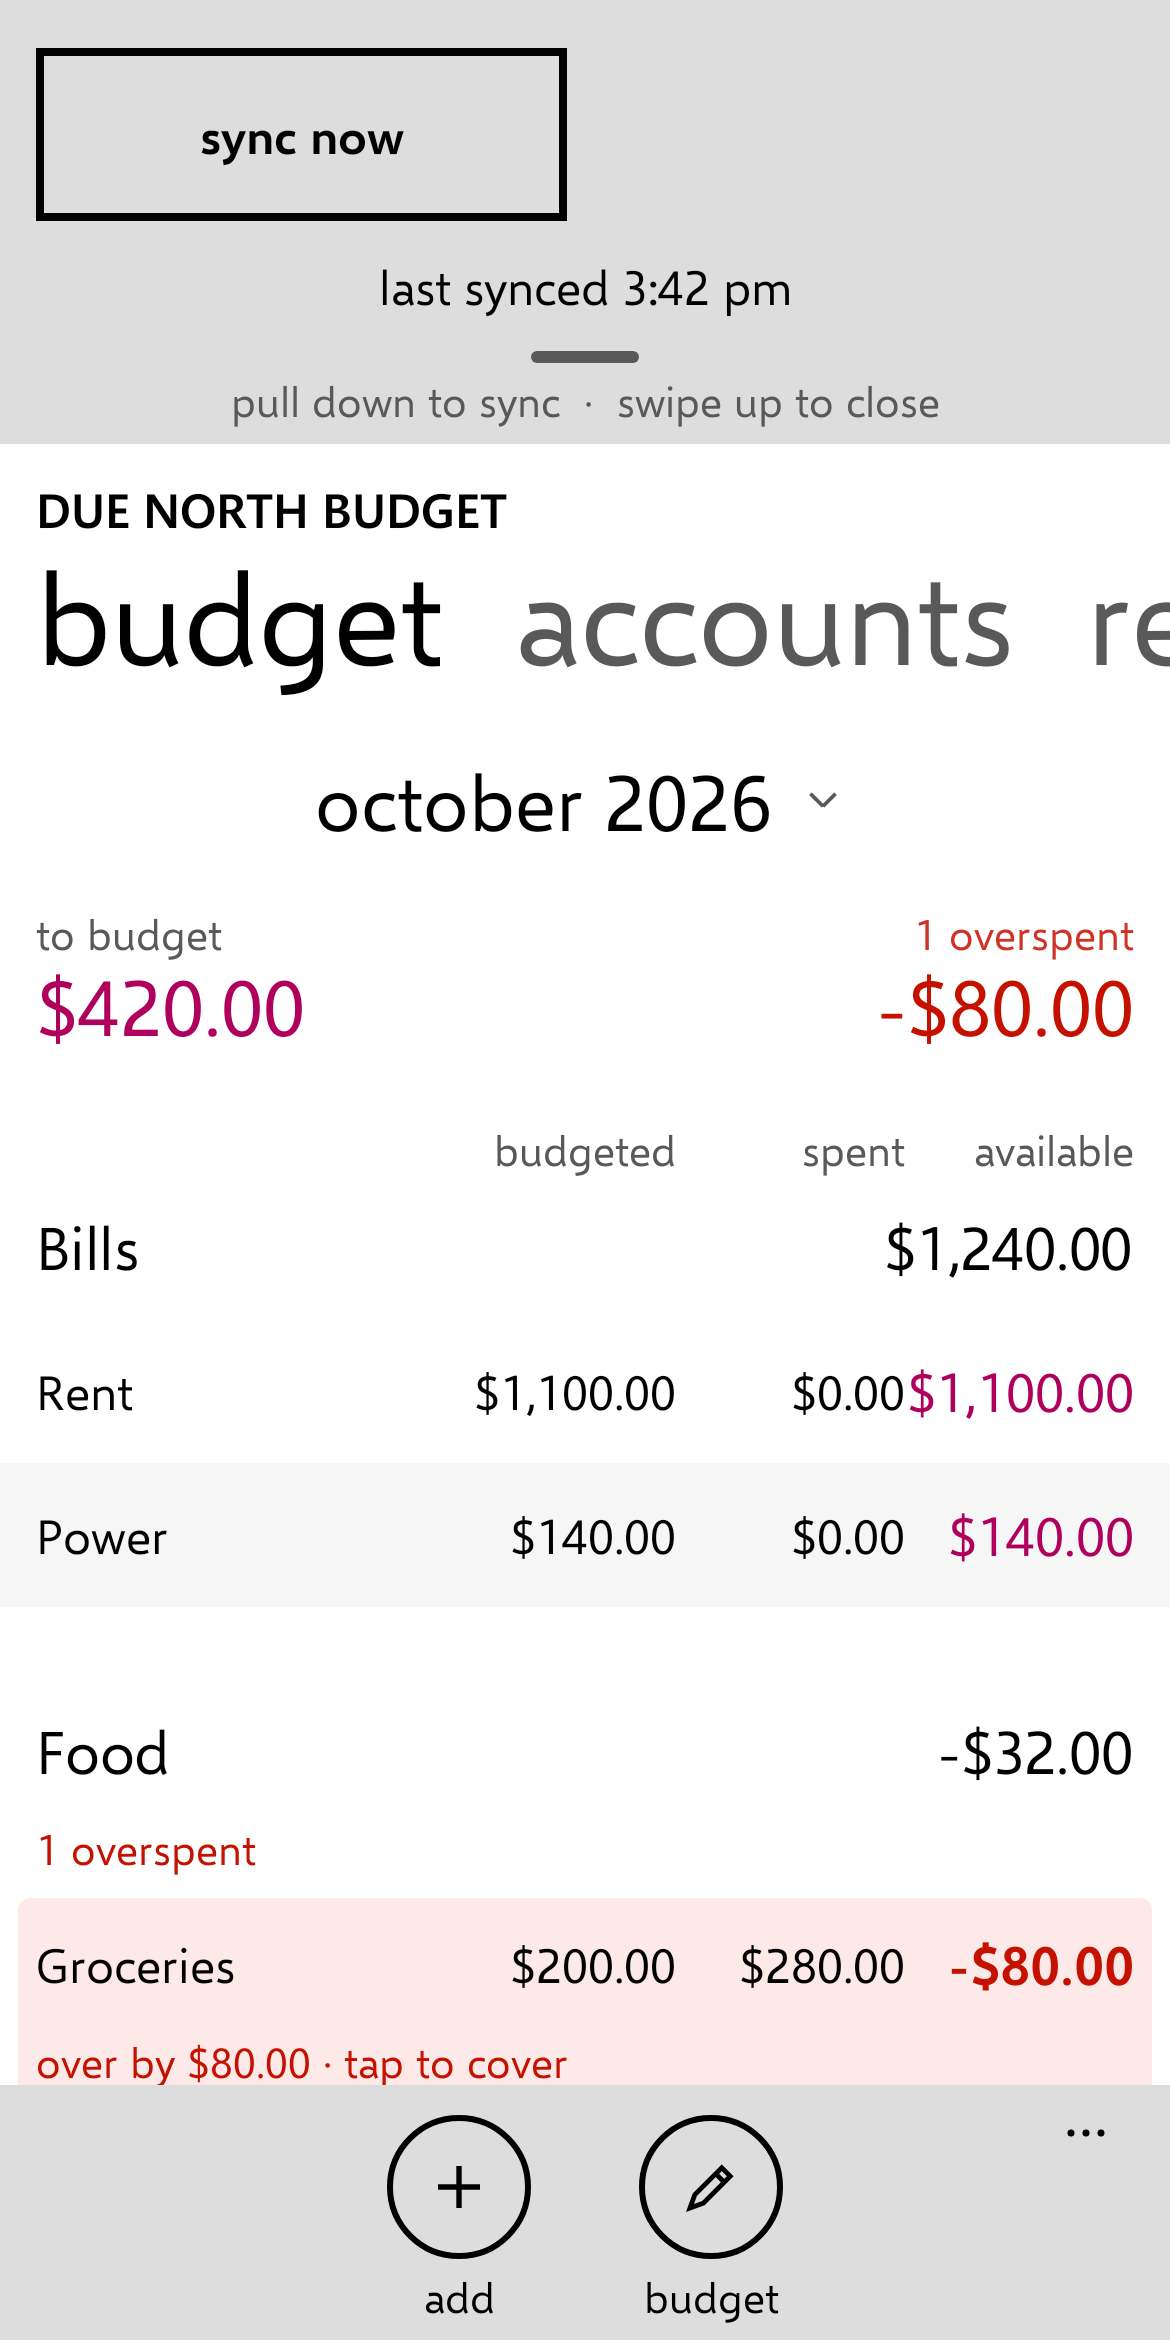 sync now
last synced 3:42 pm
pull down to sync · swipe up to close
DUE NORTH BUDGET
budget accounts re
october 2026
to budget 1 overspent
$420.00 -$80.00
budgeted spent available
Bills $1,240.00
Rent $1,100.00 $0.00 $1,100.00
Power $140.00 $0.00 $140.00
Food -$32.00
1 overspent
Groceries $200.00 $280.00 -$80.00
over by $80.00 · tap to cover
...
add budget